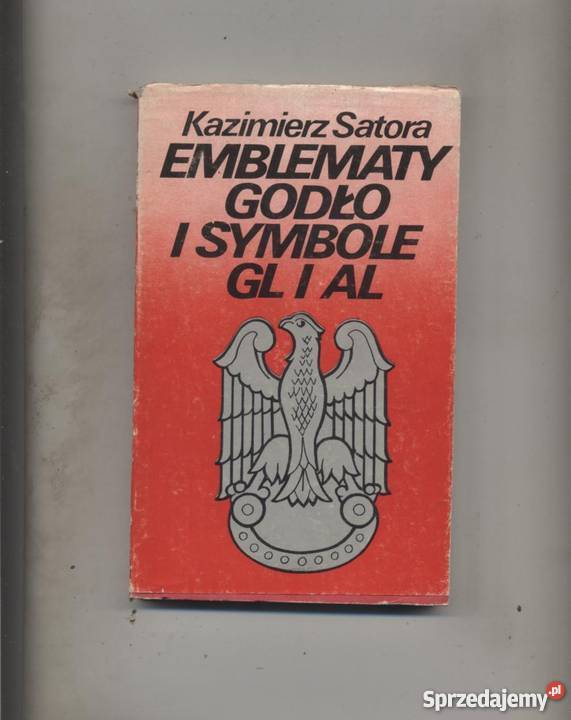 Kazimierz Satora
EMBLEMATY
GODŁO
I SYMBOLE
GL I AL
Sprzedajemy.pl